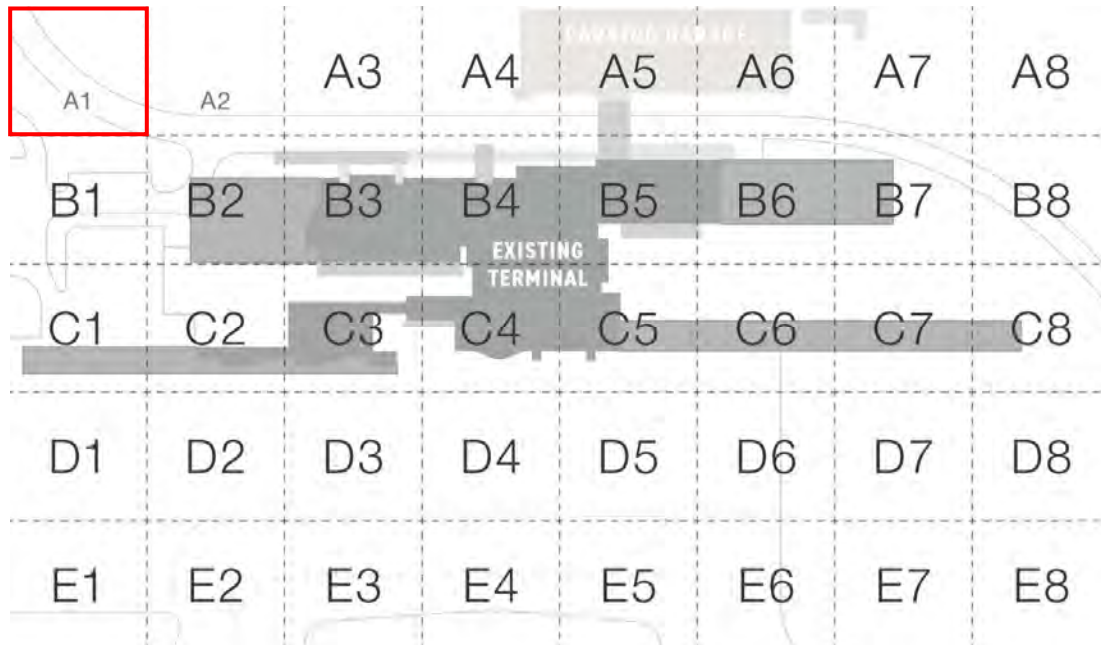 PARKING GARAGE
A1 A2 A3 A4 A5 A6 A7 A8
B1 B2 B3 B4 B5 B6 B7 B8
EXISTING
TERMINAL
C1 C2 C3 C4 C5 C6 C7 C8
D1 D2 D3 D4 D5 D6 D7 D8
E1 E2 E3 E4 E5 E6 E7 E8